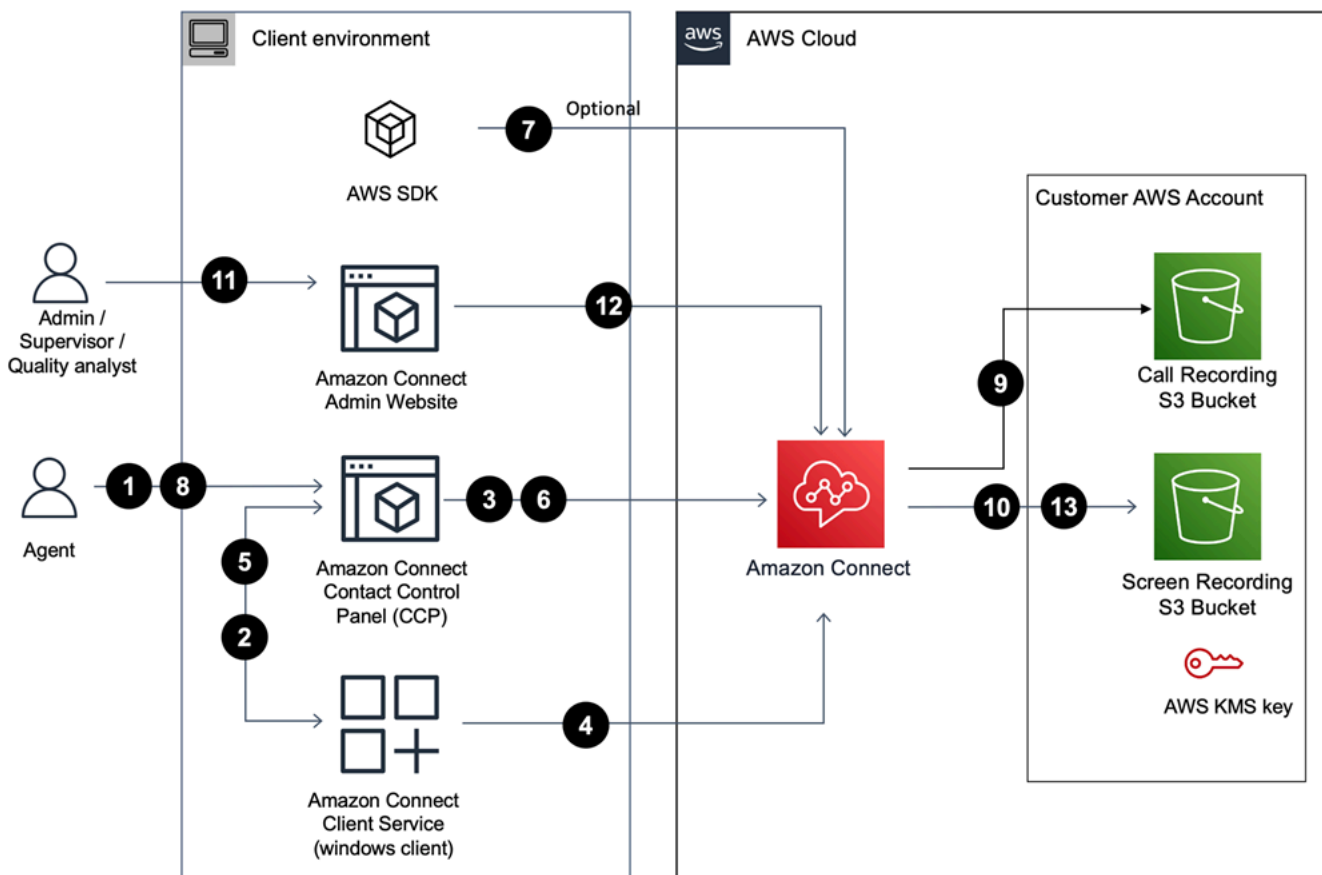 Client environment
aws
AWS Cloud
Optional
7
AWS SDK
Customer AWS Account
11
Admin /
Supervisor /
Quality analyst
12
Amazon Connect
Admin Website
9
Call Recording
S3 Bucket
1
8
3
6
10
13
Agent
5
Amazon Connect
Contact Control
Panel (CCP)
Amazon Connect
Screen Recording
S3 Bucket
2
AWS KMS key
4
Amazon Connect
Client Service
(windows client)